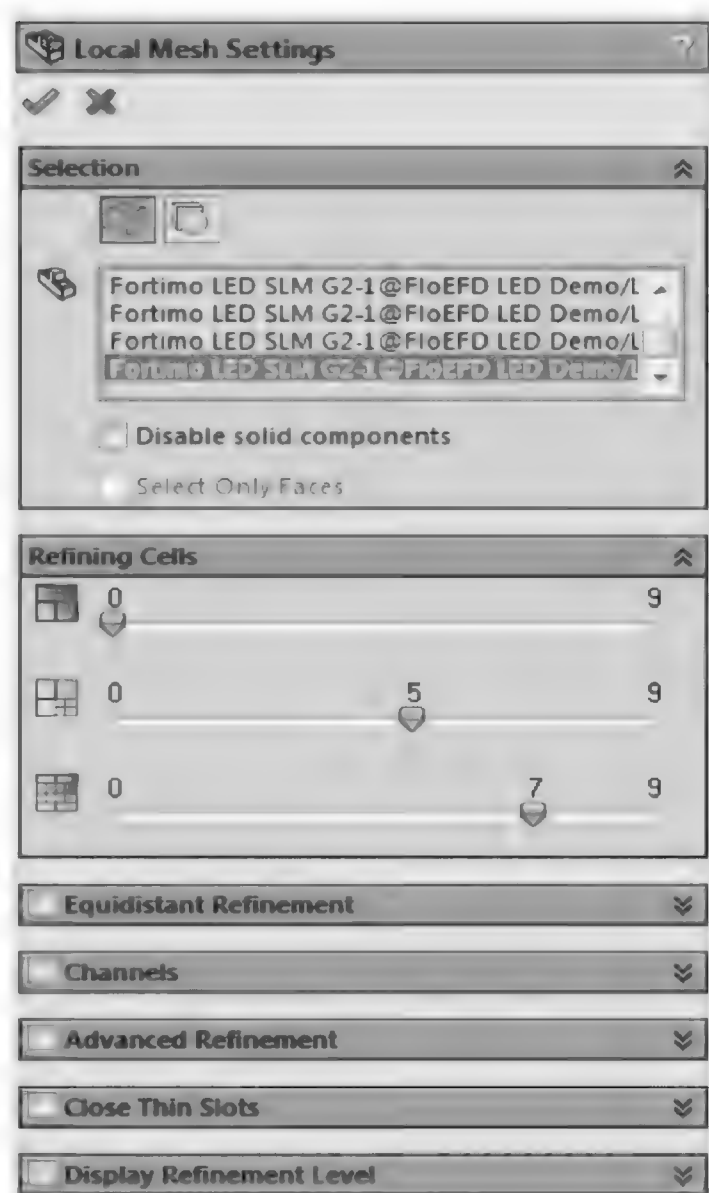 Local Mesh Settings ?
Selection
Fortimo LED SLM G2-1@FloEFD LED Demo/L
Fortimo LED SLM G2-1@FloEFD LED Demo/L
Fortimo LED SLM G2-1@FloEFD LED Demo/L
Fortimo LED SLM G2-1@FloEFD LED Demo/L
Disable solid components
Select Only Faces
Refining Cells
0 9
0 5 9
0 7 9
Equidistant Refinement
Channels
Advanced Refinement
Close Thin Slots
Display Refinement Level